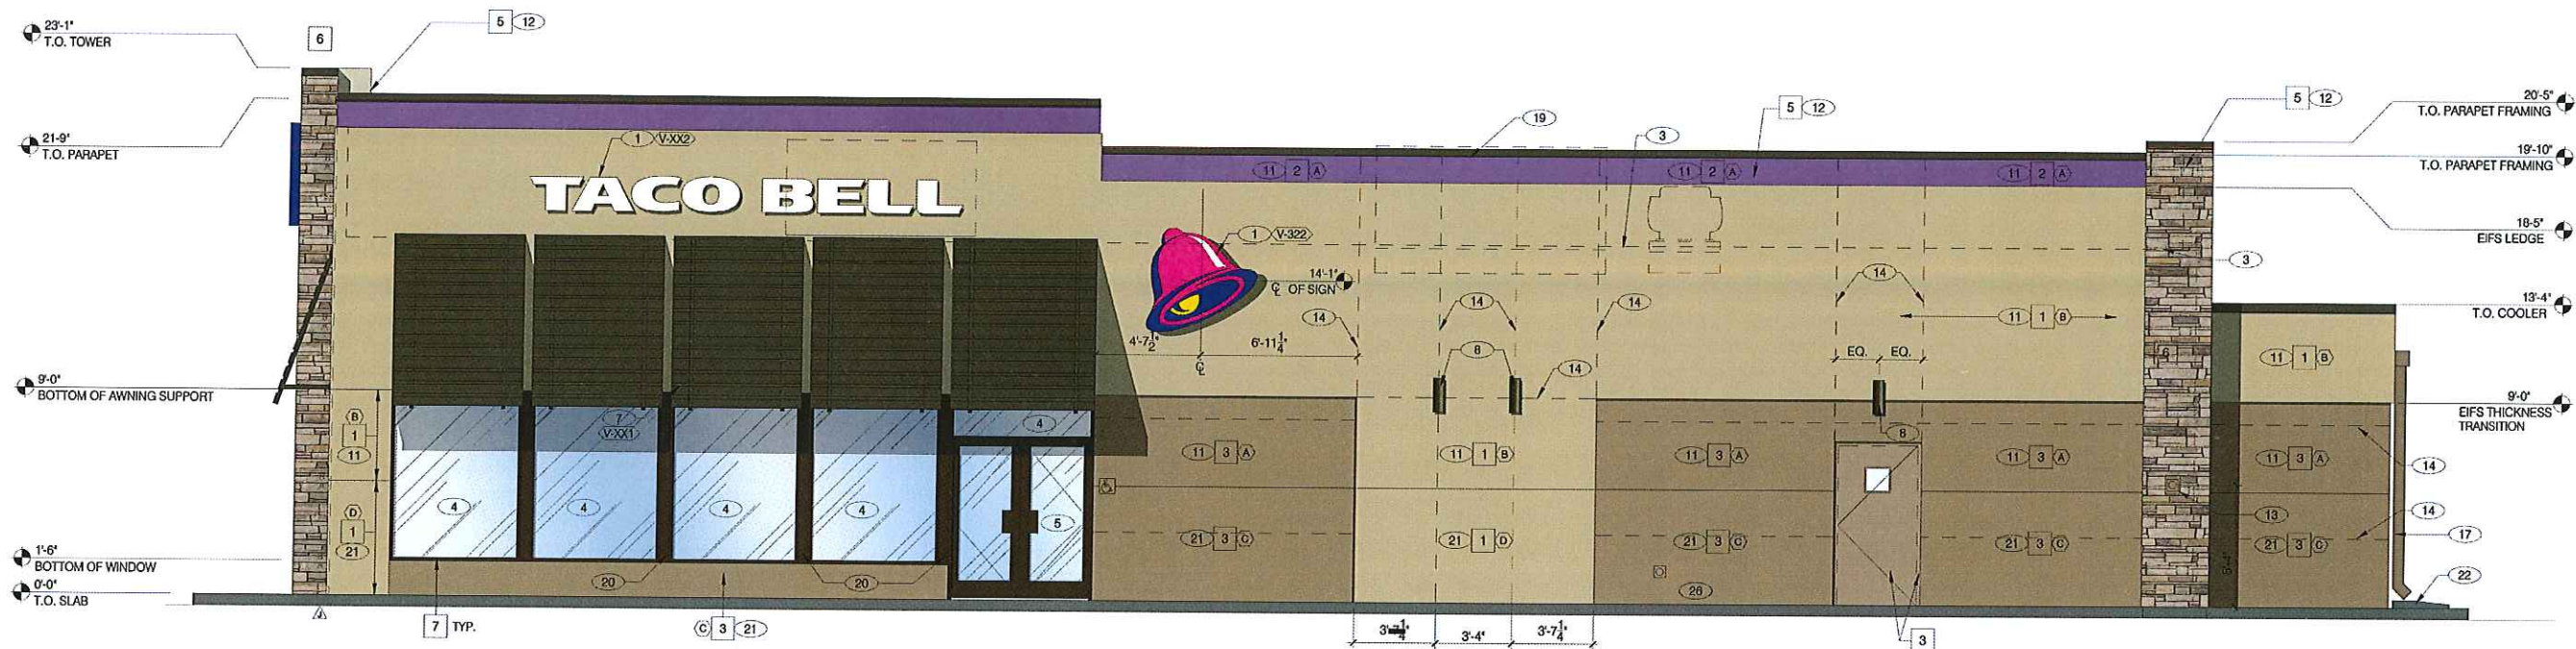 23'-1"
T.O. TOWER
6
5 12
21'-9"
T.O. PARAPET
1 V-XX2
TACO BELL
19
3
5 12
5 12
20'-5"
T.O. PARAPET FRAMING
19'-10"
T.O. PARAPET FRAMING
11 2 A
11 2 A
11 2 A
18'-5"
EIFS LEDGE
3
1 V-322
14'-1"
℄ OF SIGN
14
14
14
14
14
4'-7½"
6'-11¼"
℄
8
11 1 B
EQ. EQ.
6
11 1 B
13'-4"
T.O. COOLER
9'-0"
BOTTOM OF AWNING SUPPORT
9'-0"
EIFS THICKNESS
TRANSITION
B
1
11
7
V-XX1
4
8
11 3 A
11 1 B
11 3 A
11 3 A
11 3 A
14
4
4
4
4
5
D
1
21
13
14
21 3 C
21 1 D
21 3 C
21 3 C
21 3 C
17
1'-6"
BOTTOM OF WINDOW
0'-0"
T.O. SLAB
20
20
26
22
7 TYP.
C 3 21
3'-4"
3'-7¼"
3